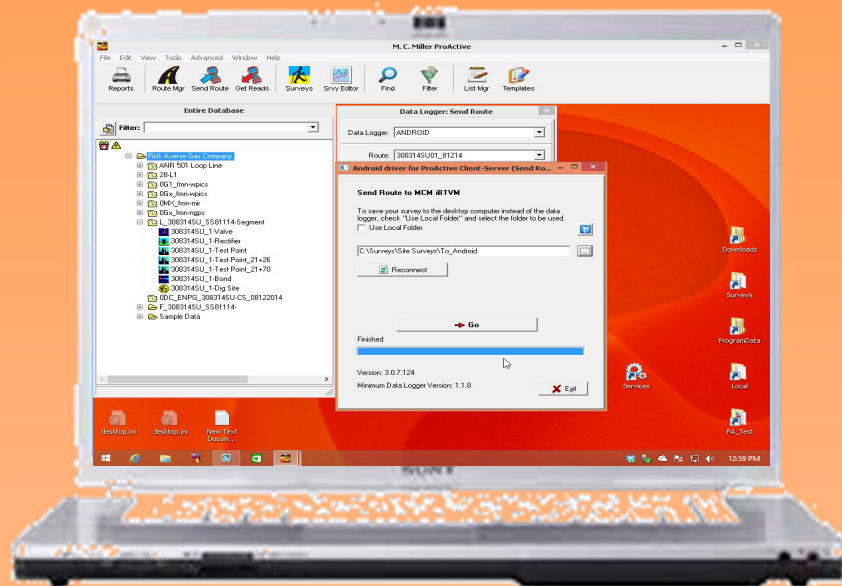 M. C. Miller ProActive
File Edit View Tools Advanced Window Help
Reports Route Mgr Send Route Get Reads Surveys Srvy Editor Find Filter List Mgr Templates
Entire Database
Filter:
Risk Averse Gas Company
ANR 501 Loop Line
28-L1
0G1_fmn-wpics
0Gx_fmn-wpics
0MX_fmn-mir
0Gx_fmn-ngps
L_308314SU_SS81114-Segment
308314SU_1-Valve
308314SU_1-Rectifier
308314SU_1-Test Point
308314SU_1-Test Point_21+26
308314SU_1-Test Point_21+70
308314SU_1-Bond
308314SU_1-Dig Site
0DC_ENPG_308314SU-CS_08122014
F_308314SU_SS81114-
Sample Data
Data Logger: Send Route
Data Logger: ANDROID
Route: 308314SU01_81214
Android driver for ProActive Client-Server (Send Ro...
Send Route to MCM iBTVM
To save your survey to the desktop computer instead of the data
logger, check "Use Local Folder" and select the folder to be used.
Use Local Folder
C:\Surveys\Site Surveys\To_Android
Reconnect
Go
Finished
Version: 3.0.7.124
Minimum Data Logger Version: 1.1.8
Exit
Downloads
Surveys
ProgramData
Services
Local
PA_Test
desktop.ini
desktop.ini
New Text
Docum...
12:59 PM
SONY